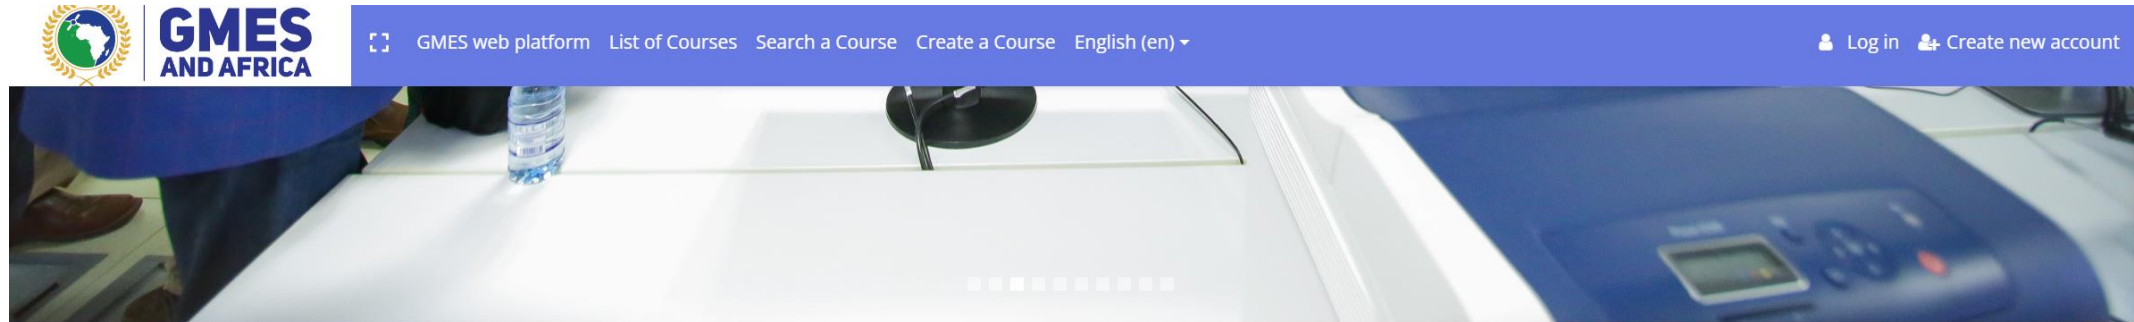 GMES
AND AFRICA
GMES web platform List of Courses Search a Course Create a Course English (en) Log in Create new account